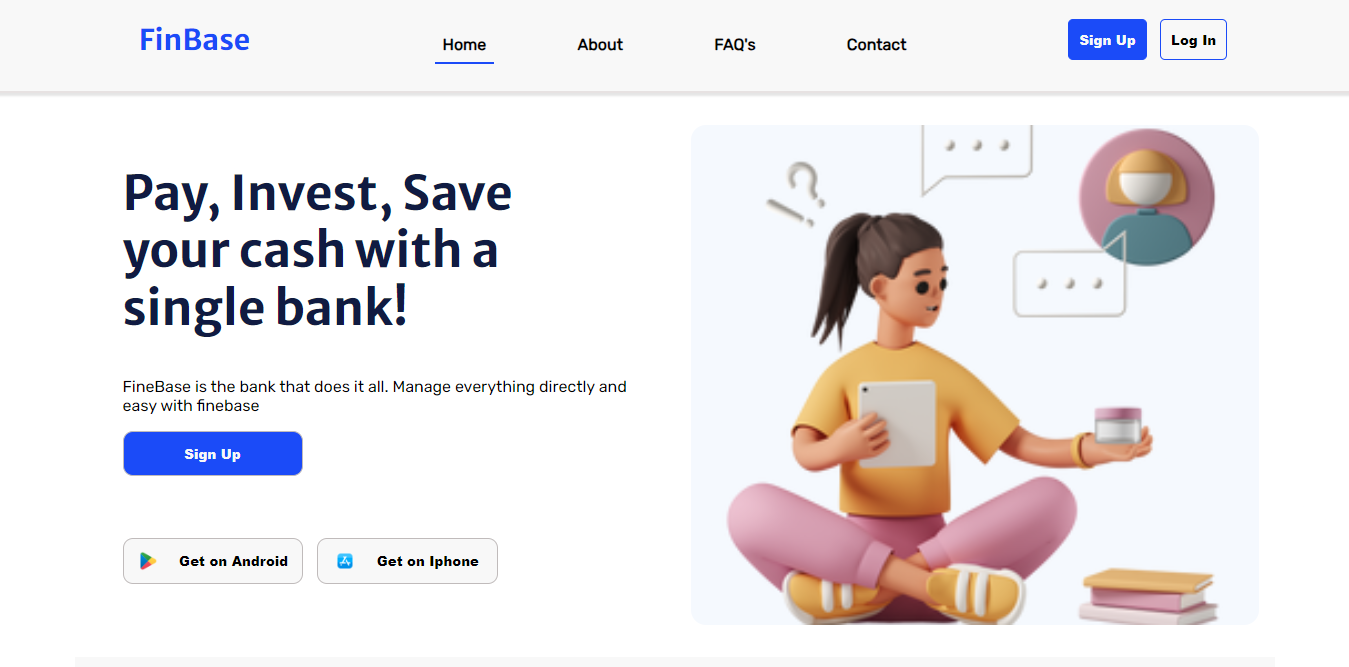 FinBase
Home
About
FAQ's
Contact
Sign Up
Log In
Pay, Invest, Save
your cash with a
single bank!
FineBase is the bank that does it all. Manage everything directly and
easy with finebase
Sign Up
Get on Android
Get on Iphone